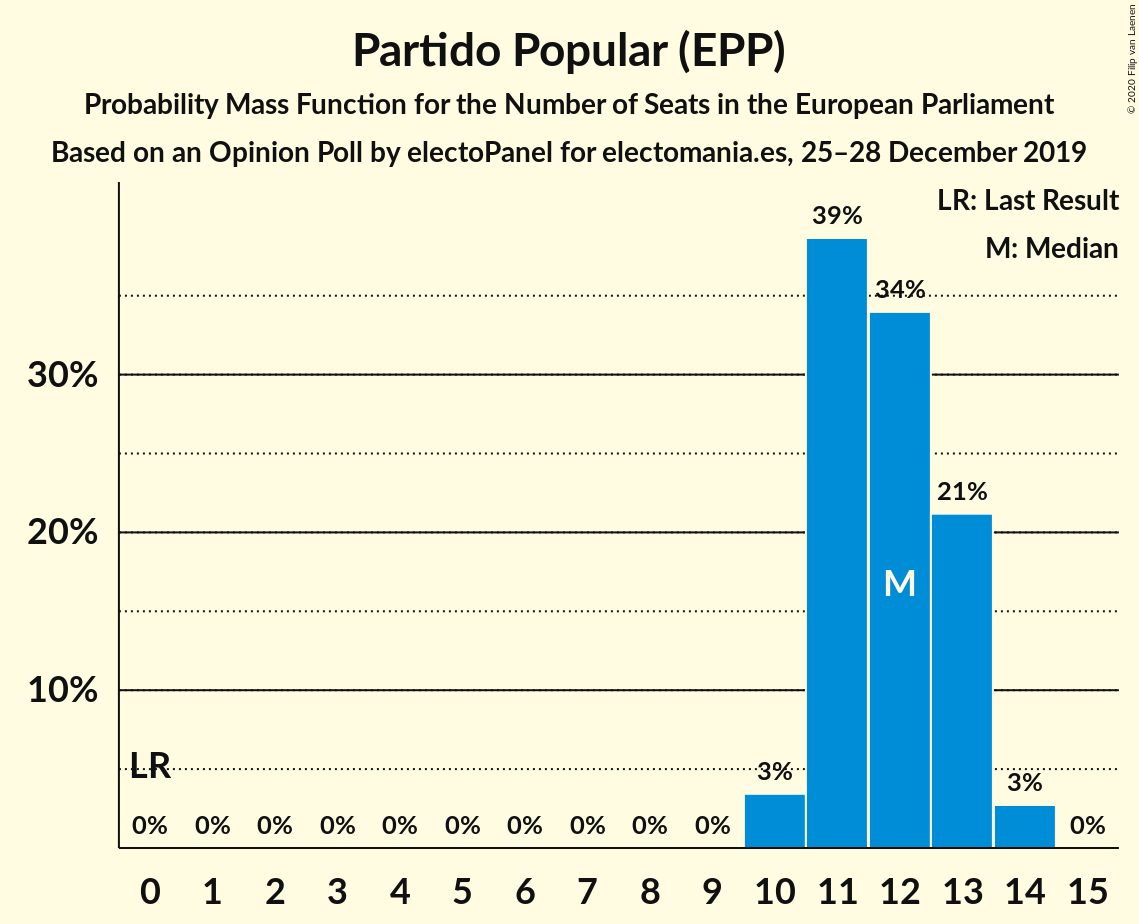 Partido Popular (EPP)
Probability Mass Function for the Number of Seats in the European Parliament
Based on an Opinion Poll by electoPanel for electomania.es, 25–28 December 2019
© 2020 Filip van Laenen
LR: Last Result
M: Median
39%
34%
30%
21%
20%
M
10%
LR
3%
3%
0% 0% 0% 0% 0% 0% 0% 0% 0% 0% 0%
0 1 2 3 4 5 6 7 8 9 10 11 12 13 14 15